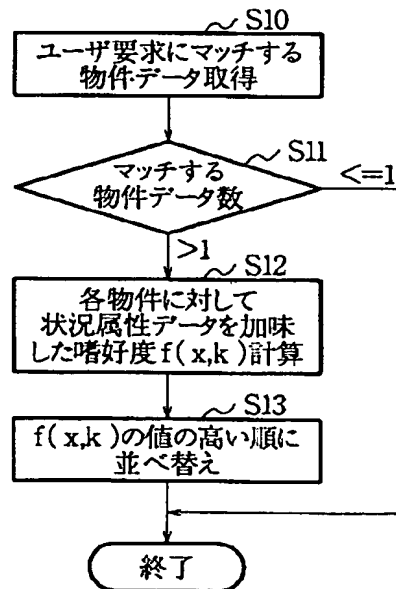 S10
ユーザ要求にマッチする
物件データ取得
S11
マッチする
物件データ数
<=1
>1
S12
各物件に対して
状況属性データを加味
した嗜好度f(x,k)計算
S13
f(x,k)の値の高い順に
並べ替え
終了